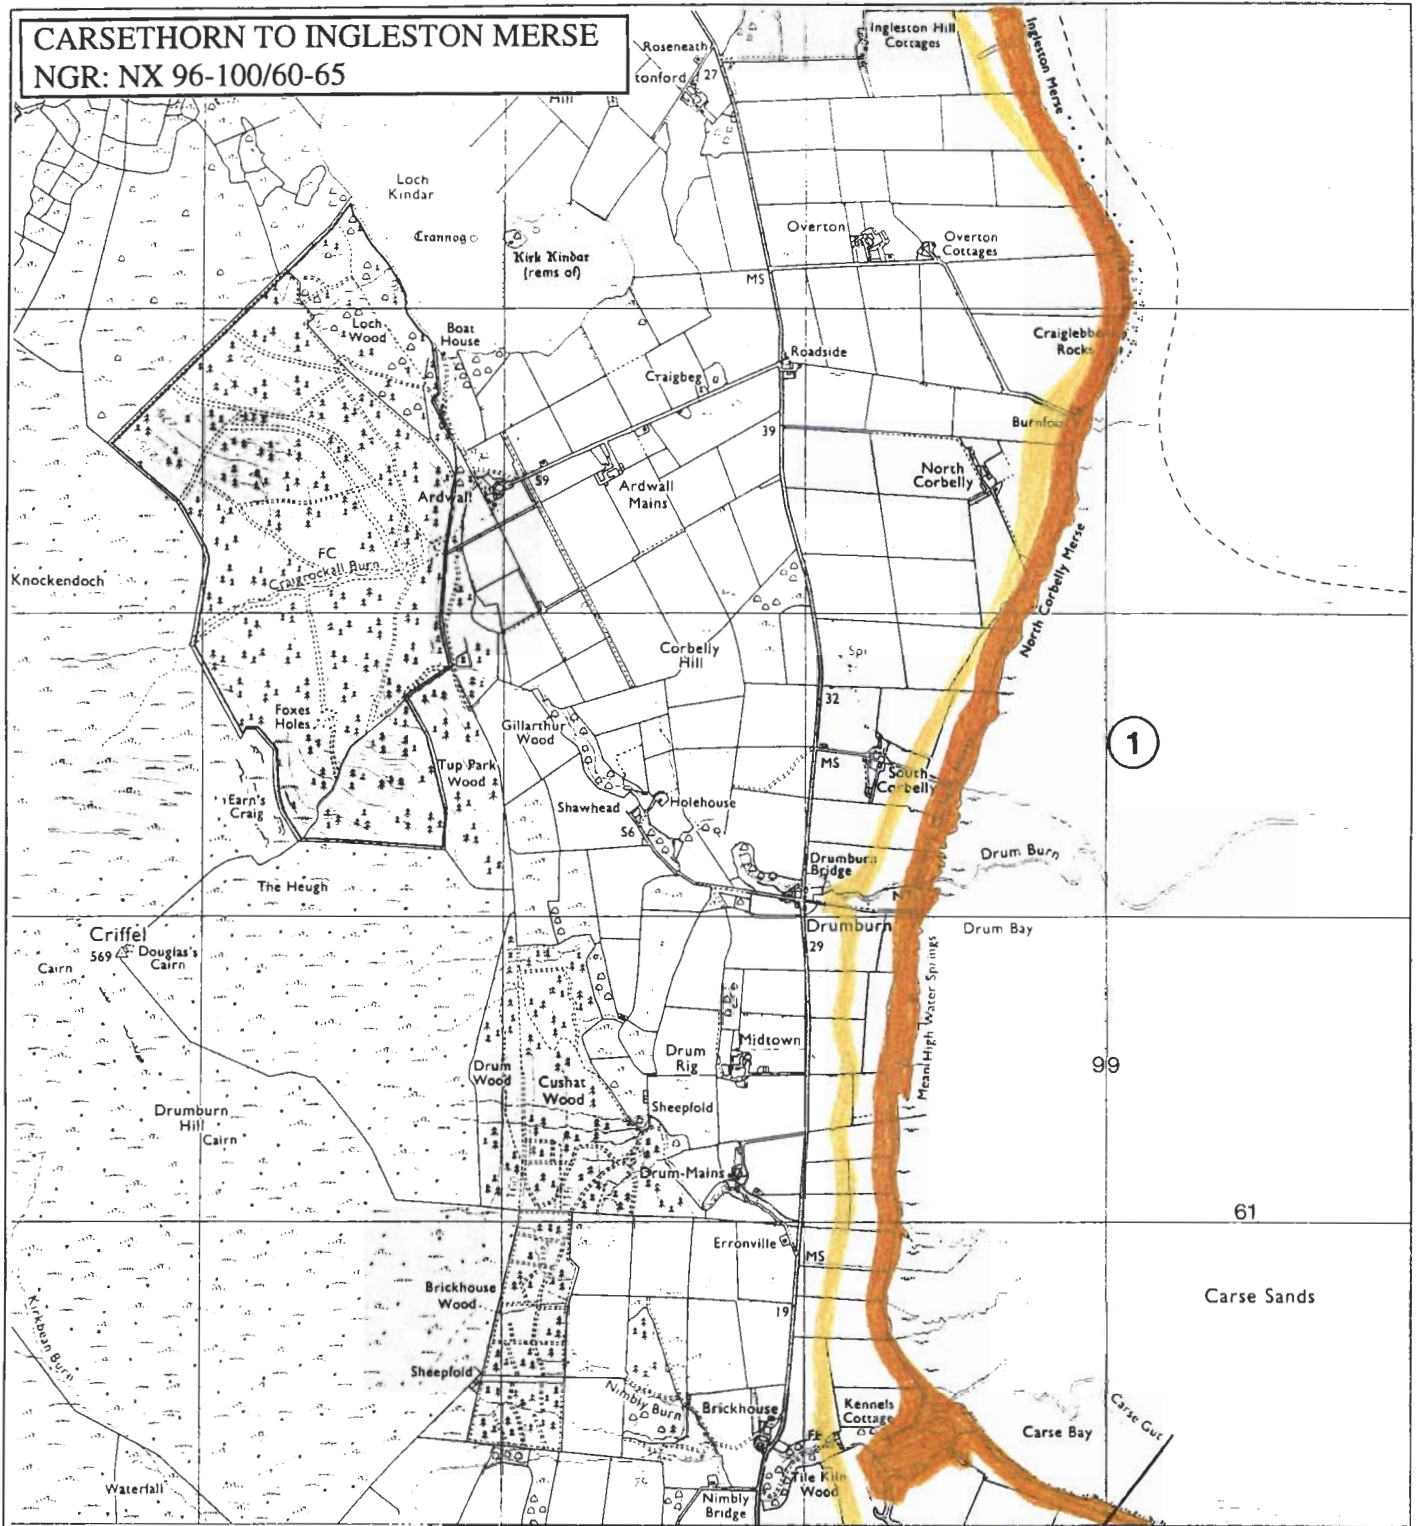 CARSETHORN TO INGLESTON MERSE
NGR: NX 96-100/60-65
Roseneath
tonford
27
Hill
Ingleston Hill
Cottages
Ingleston Merse
Loch
Kindar
Crannog
Kirk Kindar
(rems of)
Overton
Overton
Cottages
MS
Loch
Wood
Boat
House
Craigbeg
Roadside
Craiglebbo
Rocks
39
Burnfoot
Ardwall
59
Ardwall
Mains
North
Corbelly
Knockendoch
FC
Craigrockall Burn
North Corbelly Merse
Corbelly
Hill
Spr
32
Foxes
Holes
Gillarthur
Wood
Tup Park
Wood
MS
South
Corbelly
1
Earn's
Craig
Shawhead
Holehouse
56
The Heugh
Drumburn
Bridge
Drum Burn
Criffel
569
Douglas's
Cairn
Cairn
Drumburn
29
Drum Bay
Mean High Water Springs
Drum
Wood
Cushat
Wood
Drum
Rig
Midtown
99
Drumburn
Hill
Cairn
Sheepfold
Drum-Mains
61
Erronville
MS
Brickhouse
Wood
19
Carse Sands
Kirkbean Burn
Sheepfold
Nimbly Burn
Brickhouse
Kennels
Cottage
Carse Bay
Carse Gut
FB
Tile Kiln
Wood
Waterfall
Nimbly
Bridge